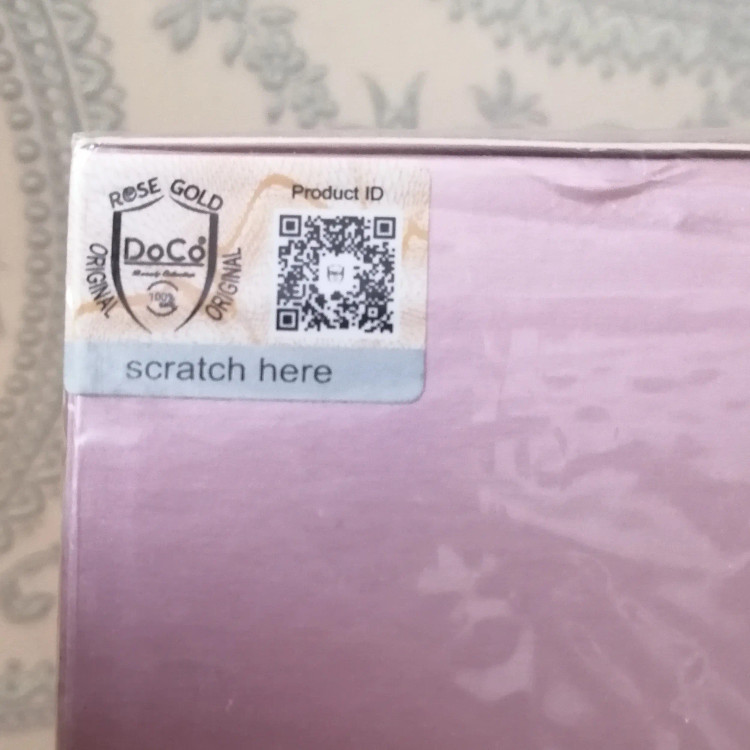 ROSE GOLD
ORIGINAL
DoCo
ORIGINAL
100%
Product ID
scratch here